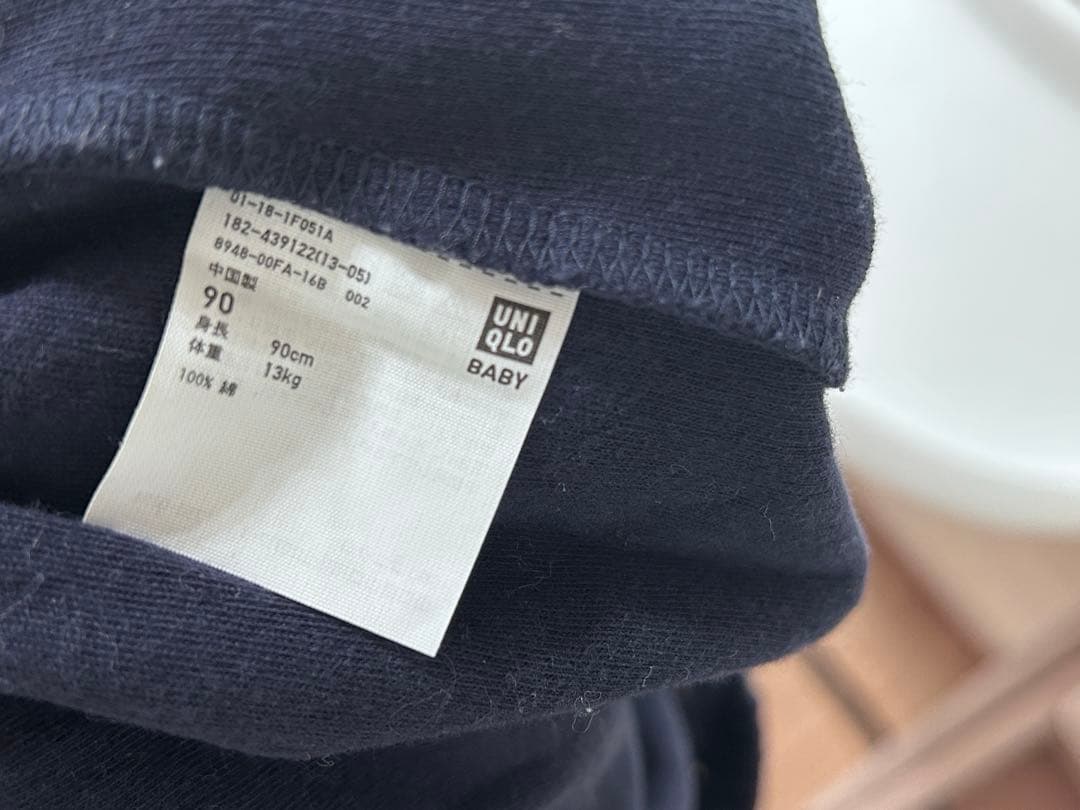 01-18-1F051A
182-439122(13-05)
8948-00FA-16B 002
中国製
90
身長 90cm
体重 13kg
100% 綿
UNI
QLO
BABY